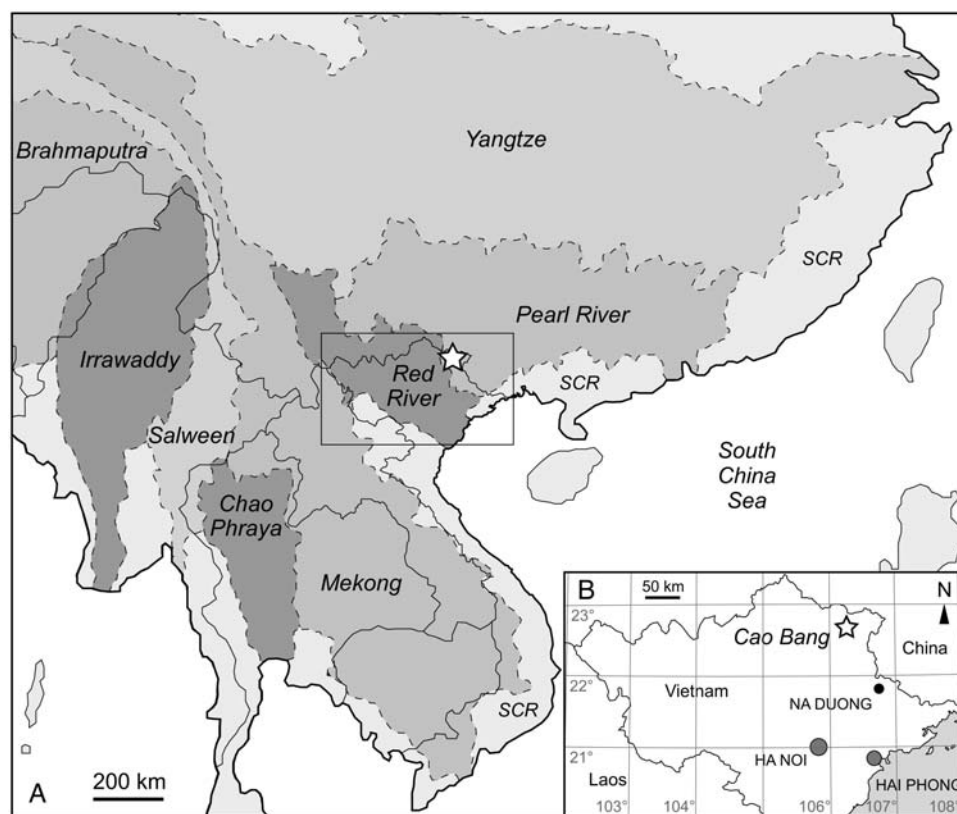 Yangtze
Brahmaputra
SCR
Pearl River
Irrawaddy
Red
River
SCR
Salween
South
China
Sea
Chao
Phraya
Mekong
SCR
A
200 km
B
50 km
N
23°
Cao Bang
China
22°
Vietnam
NA DUONG
21°
HA NOI
Laos
HAI PHONG
103°
104°
106°
107°
108°